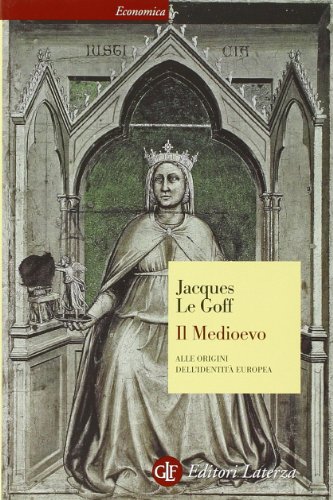 Economica
IUSTI CIA
Jacques
Le Goff
Il Medioevo
ALLE ORIGINI
DELL'IDENTITÀ EUROPEA
GLF Editori Laterza